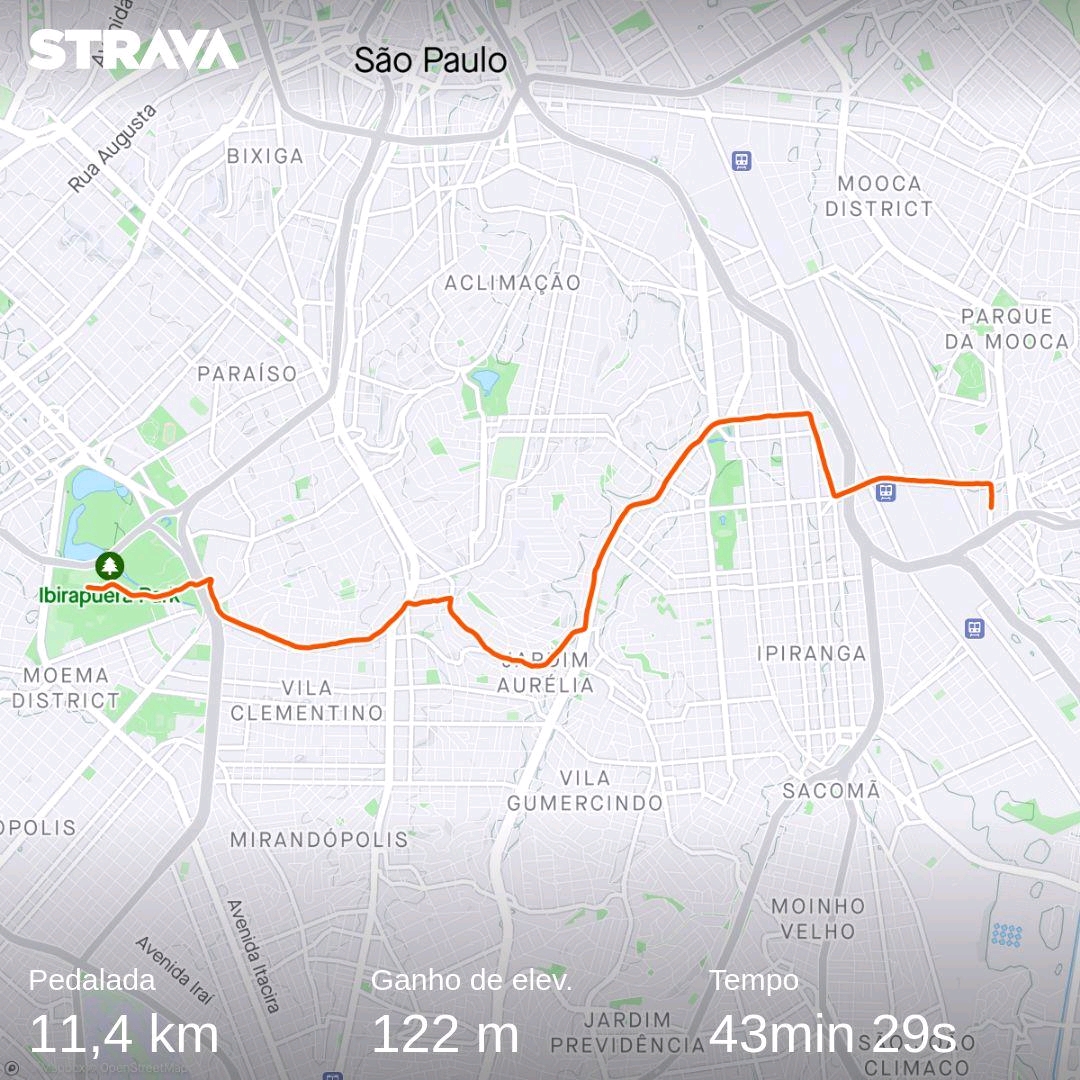 STRAVA
Avenida
São Paulo
Rua Augusta
BIXIGA
MOOCA
DISTRICT
ACLIMAÇÃO
PARQUE
DA MOOCA
PARAÍSO
Ibirapuera Park
JARDIM
AURÉLIA
IPIRANGA
MOEMA
DISTRICT
VILA
CLEMENTINO
VILA
GUMERCINDO
SACOMÃ
OPOLIS
MIRANDÓPOLIS
MOINHO
VELHO
Avenida Iraí
Avenida Itacira
Pedalada
Ganho de elev.
Tempo
11,4 km
122 m
43min 29s
JARDIM
PREVIDÊNCIA
CLIMACO
Mapbox © OpenStreetMap